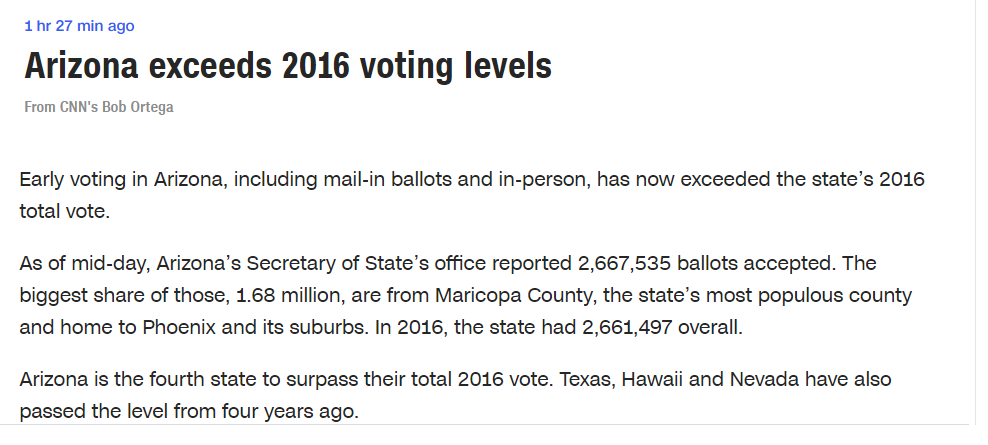 1 hr 27 min ago
Arizona exceeds 2016 voting levels
From CNN's Bob Ortega
Early voting in Arizona, including mail-in ballots and in-person, has now exceeded the state’s 2016
total vote.
As of mid-day, Arizona’s Secretary of State’s office reported 2,667,535 ballots accepted. The
biggest share of those, 1.68 million, are from Maricopa County, the state’s most populous county
and home to Phoenix and its suburbs. In 2016, the state had 2,661,497 overall.
Arizona is the fourth state to surpass their total 2016 vote. Texas, Hawaii and Nevada have also
passed the level from four years ago.